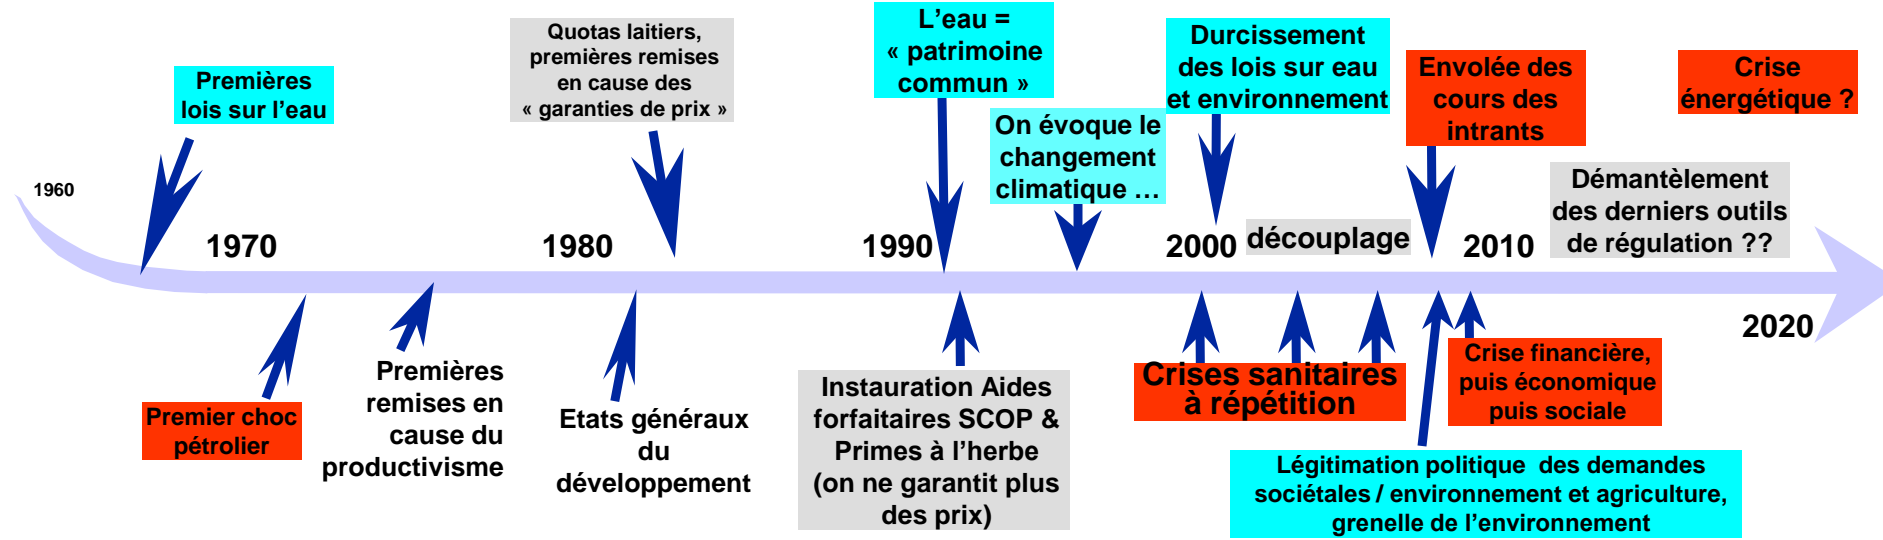 Premières
lois sur l’eau
Quotas laitiers,
premières remises
en cause des
« garanties de prix »
L’eau =
« patrimoine
commun »
On évoque le
changement
climatique …
Durcissement
des lois sur eau
et environnement
Envolée des
cours des
intrants
Crise
énergétique ?
Démantèlement
des derniers outils
de régulation ??
1960
1970
1980
1990
2000
découplage
2010
2020
Premier choc
pétrolier
Premières
remises en
cause du
productivisme
Etats généraux
du
développement
Instauration Aides
forfaitaires SCOP &
Primes à l’herbe
(on ne garantit plus
des prix)
Crises sanitaires
à répétition
Crise financière,
puis économique
puis sociale
Légitimation politique des demandes
sociétales / environnement et agriculture,
grenelle de l’environnement